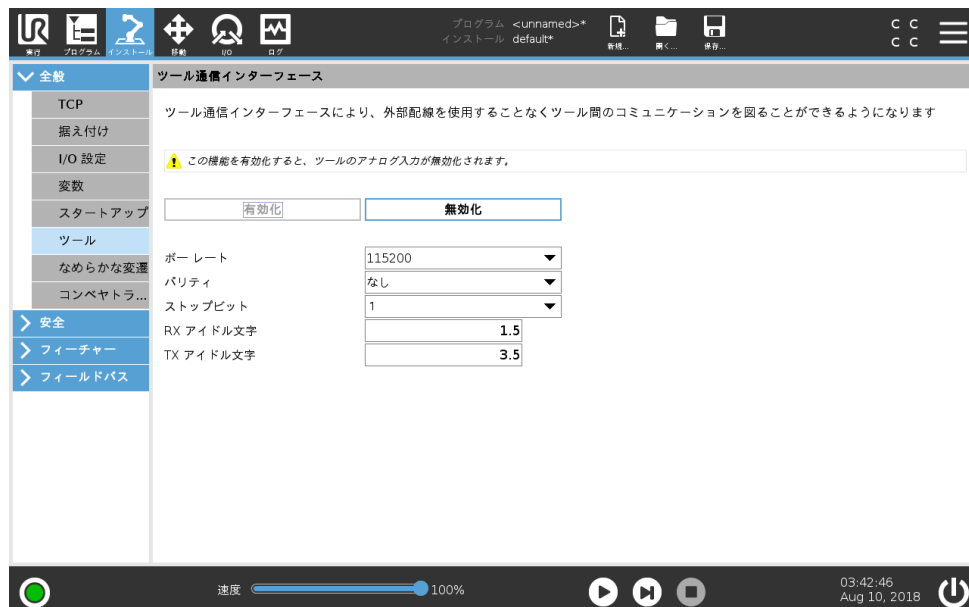 プログラム <unnamed>*
インストール default*
C C
C C
UR
実行
プログラム
インストール
移動
I/O
ログ
新規...
開く...
保存...
全般
TCP
据え付け
I/O 設定
変数
スタートアップ
ツール
なめらかな変遷
コンベヤトラ...
安全
フィーチャー
フィールドバス
ツール通信インターフェース
ツール通信インターフェースにより、外部配線を使用することなくツール間のコミュニケーションを図ることができるようになります
この機能を有効化すると、ツールのアナログ入力が無効化されます。
有効化 無効化
ボー レート 115200
パリティ なし
ストップビット 1
RX アイドル文字 1.5
TX アイドル文字 3.5
速度 100%
03:42:46
Aug 10, 2018